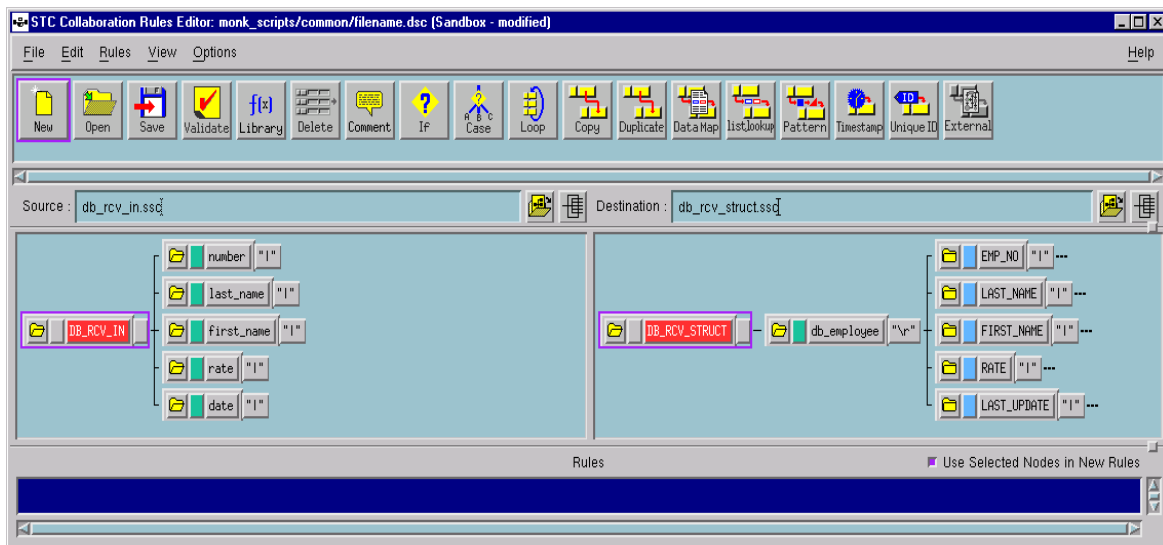 STC Collaboration Rules Editor: monk_scripts/common/filename.dsc (Sandbox - modified)
File Edit Rules View Options Help
New Open Save Validate Library Delete Comment If Case Loop Copy Duplicate Data Map list,lookup Pattern Timestamp Unique ID External
Source : db_rcv_in.ssc Destination : db_rcv_struct.ssc
number "|" EMP_NO "|"
last_name "|" LAST_NAME "|"
DB_RCV_IN first_name "|" DB_RCV_STRUCT db_employee "\r" FIRST_NAME "|"
rate "|" RATE "|"
date "|" LAST_UPDATE "|"
Rules Use Selected Nodes in New Rules